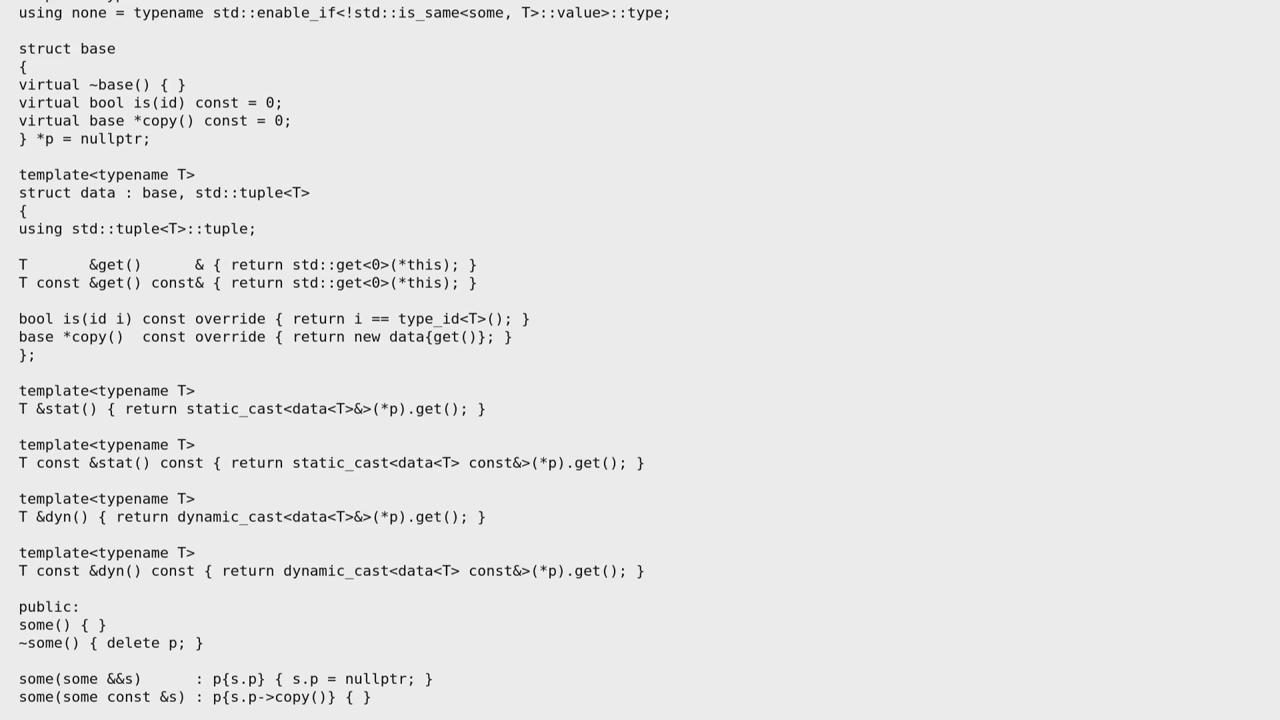 using none = typename std::enable_if<!std::is_same<some, T>::value>::type;
struct base
{
virtual ~base() { }
virtual bool is(id) const = 0;
virtual base *copy() const = 0;
} *p = nullptr;
template<typename T>
struct data : base, std::tuple<T>
{
using std::tuple<T>::tuple;
T       &get()      & { return std::get<0>(*this); }
T const &get() const& { return std::get<0>(*this); }
bool is(id i) const override { return i == type_id<T>(); }
base *copy()  const override { return new data{get()}; }
};
template<typename T>
T &stat() { return static_cast<data<T>&>(*p).get(); }
template<typename T>
T const &stat() const { return static_cast<data<T> const&>(*p).get(); }
template<typename T>
T &dyn() { return dynamic_cast<data<T>&>(*p).get(); }
template<typename T>
T const &dyn() const { return dynamic_cast<data<T> const&>(*p).get(); }
public:
some() { }
~some() { delete p; }
some(some &&s)      : p{s.p} { s.p = nullptr; }
some(some const &s) : p{s.p->copy()} { }